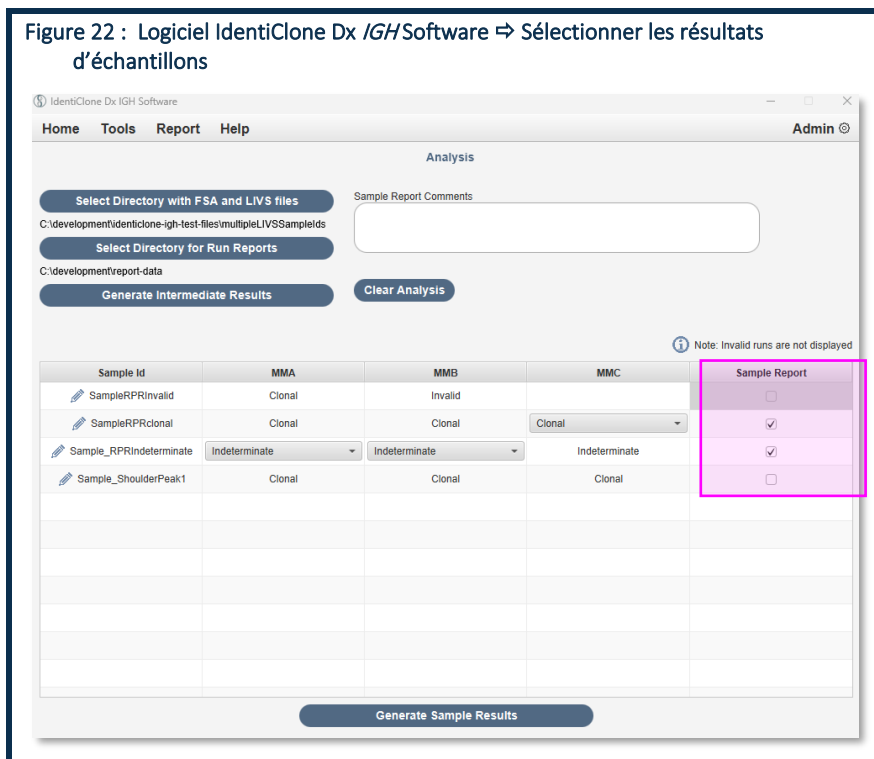 Figure 22 : Logiciel IdentiClone Dx IGH Software ⇨ Sélectionner les résultats
d’échantillons
IdentiClone Dx IGH Software
Home Tools Report Help Admin
Analysis
Select Directory with FSA and LIVS files
Sample Report Comments
C:\development\identiclone-igh-test-files\multipleLIVSSampleIds
Select Directory for Run Reports
C:\development\report-data
Generate Intermediate Results
Clear Analysis
Note: Invalid runs are not displayed
Sample Id MMA MMB MMC Sample Report
SampleRPRInvalid Clonal Invalid
SampleRPRclonal Clonal Clonal Clonal
Sample_RPRIndeterminate Indeterminate Indeterminate Indeterminate
Sample_ShoulderPeak1 Clonal Clonal Clonal
Generate Sample Results